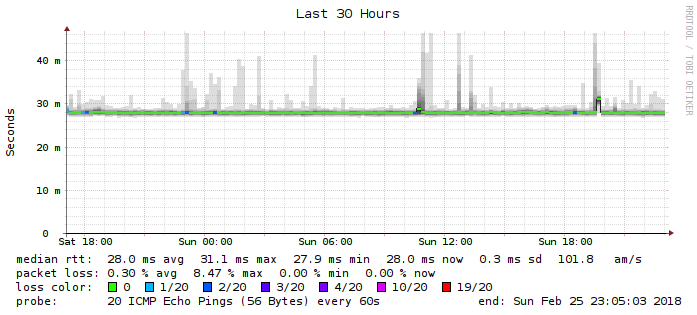 Last 30 Hours
RRDTOOL / TOBI OETIKER
Seconds
40 m
30 m
20 m
10 m
0
Sat 18:00 Sun 00:00 Sun 06:00 Sun 12:00 Sun 18:00
median rtt: 28.0 ms avg 31.1 ms max 27.9 ms min 28.0 ms now 0.3 ms sd 101.8 am/s
packet loss: 0.30 % avg 8.47 % max 0.00 % min 0.00 % now
loss color: 0 1/20 2/20 3/20 4/20 10/20 19/20
probe: 20 ICMP Echo Pings (56 Bytes) every 60s end: Sun Feb 25 23:05:03 2018